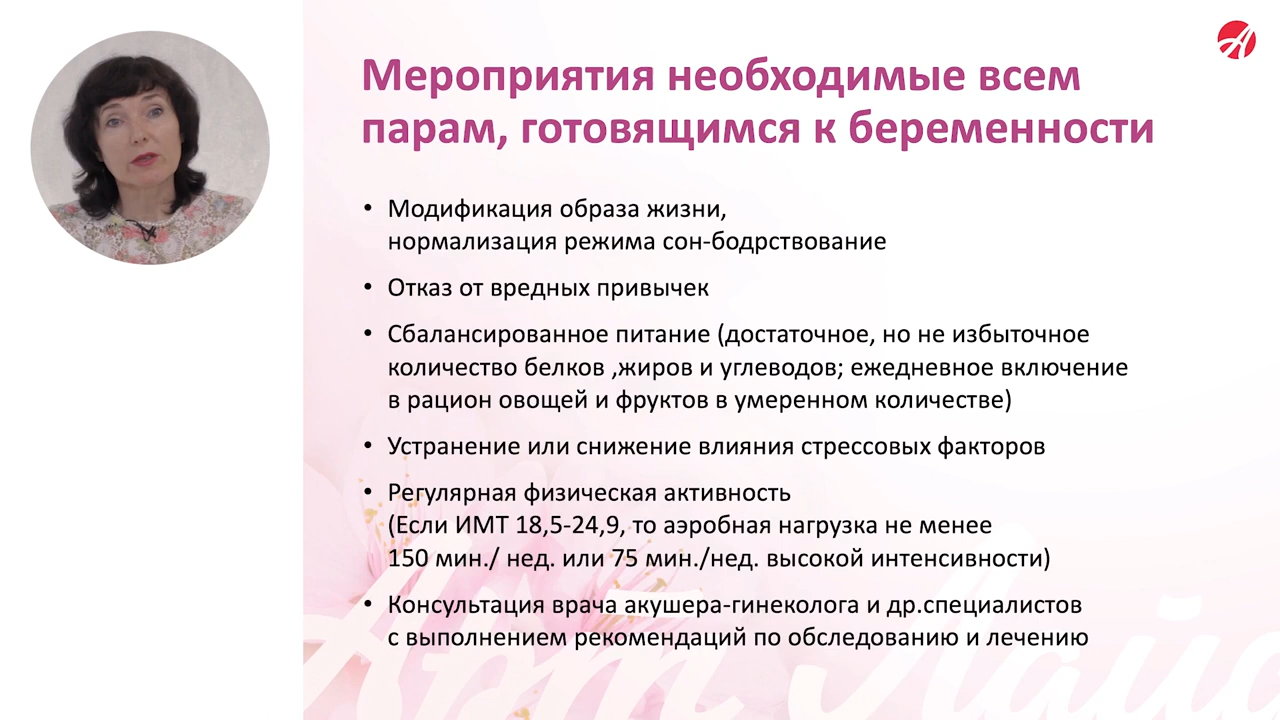 Мероприятия необходимые всем
парам, готовящимся к беременности
• Модификация образа жизни,
нормализация режима сон-бодрствование
• Отказ от вредных привычек
• Сбалансированное питание (достаточное, но не избыточное
количество белков ,жиров и углеводов; ежедневное включение
в рацион овощей и фруктов в умеренном количестве)
• Устранение или снижение влияния стрессовых факторов
• Регулярная физическая активность
(Если ИМТ 18,5-24,9, то аэробная нагрузка не менее
150 мин./ нед. или 75 мин./нед. высокой интенсивности)
• Консультация врача акушера-гинеколога и др.специалистов
с выполнением рекомендаций по обследованию и лечению